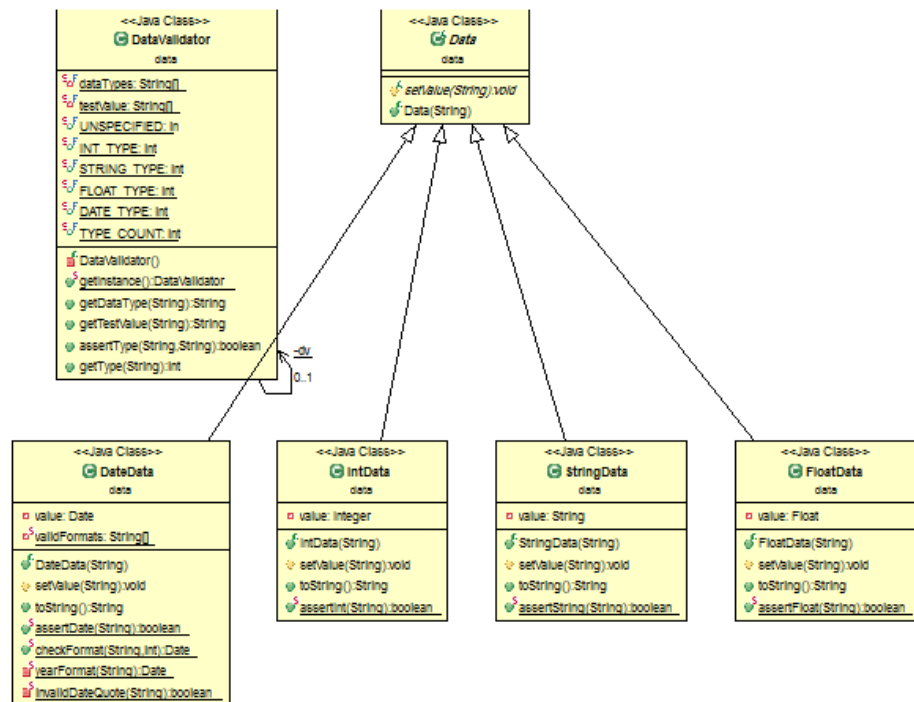 <<Java Class>>
DataValidator
data
dataTypes: String[]
testValue: String[]
UNSPECIFIED: In
INT_TYPE: int
STRING_TYPE: int
FLOAT_TYPE: int
DATE_TYPE: int
TYPE_COUNT: int
DataValidator()
getInstance():DataValidator
getDataType(String):String
getTestValue(String):String
assertType(String,String):boolean
getType(String):int
-dv
0..1
<<Java Class>>
Data
data
setValue(String):void
Data(String)
<<Java Class>>
DateData
data
value: Date
validFormats: String[]
DateData(String)
setValue(String):void
toString():String
assertDate(String):boolean
checkFormat(String,int):Date
yearFormat(String):Date
invalidDateQuote(String):boolean
<<Java Class>>
IntData
data
value: Integer
IntData(String)
setValue(String):void
toString():String
assertInt(String):boolean
<<Java Class>>
StringData
data
value: String
StringData(String)
setValue(String):void
toString():String
assertString(String):boolean
<<Java Class>>
FloatData
data
value: Float
FloatData(String)
setValue(String):void
toString():String
assertFloat(String):boolean